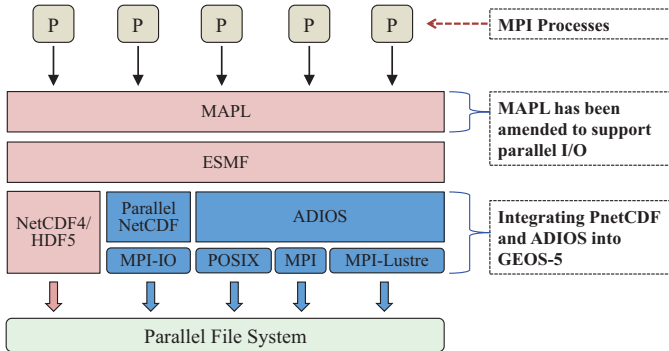 P P P P P
MPI Processes
MAPL
MAPL has been
amended to support
parallel I/O
ESMF
NetCDF4/
HDF5
Parallel
NetCDF
ADIOS
MPI-IO
POSIX
MPI
MPI-Lustre
Integrating PnetCDF
and ADIOS into
GEOS-5
Parallel File System